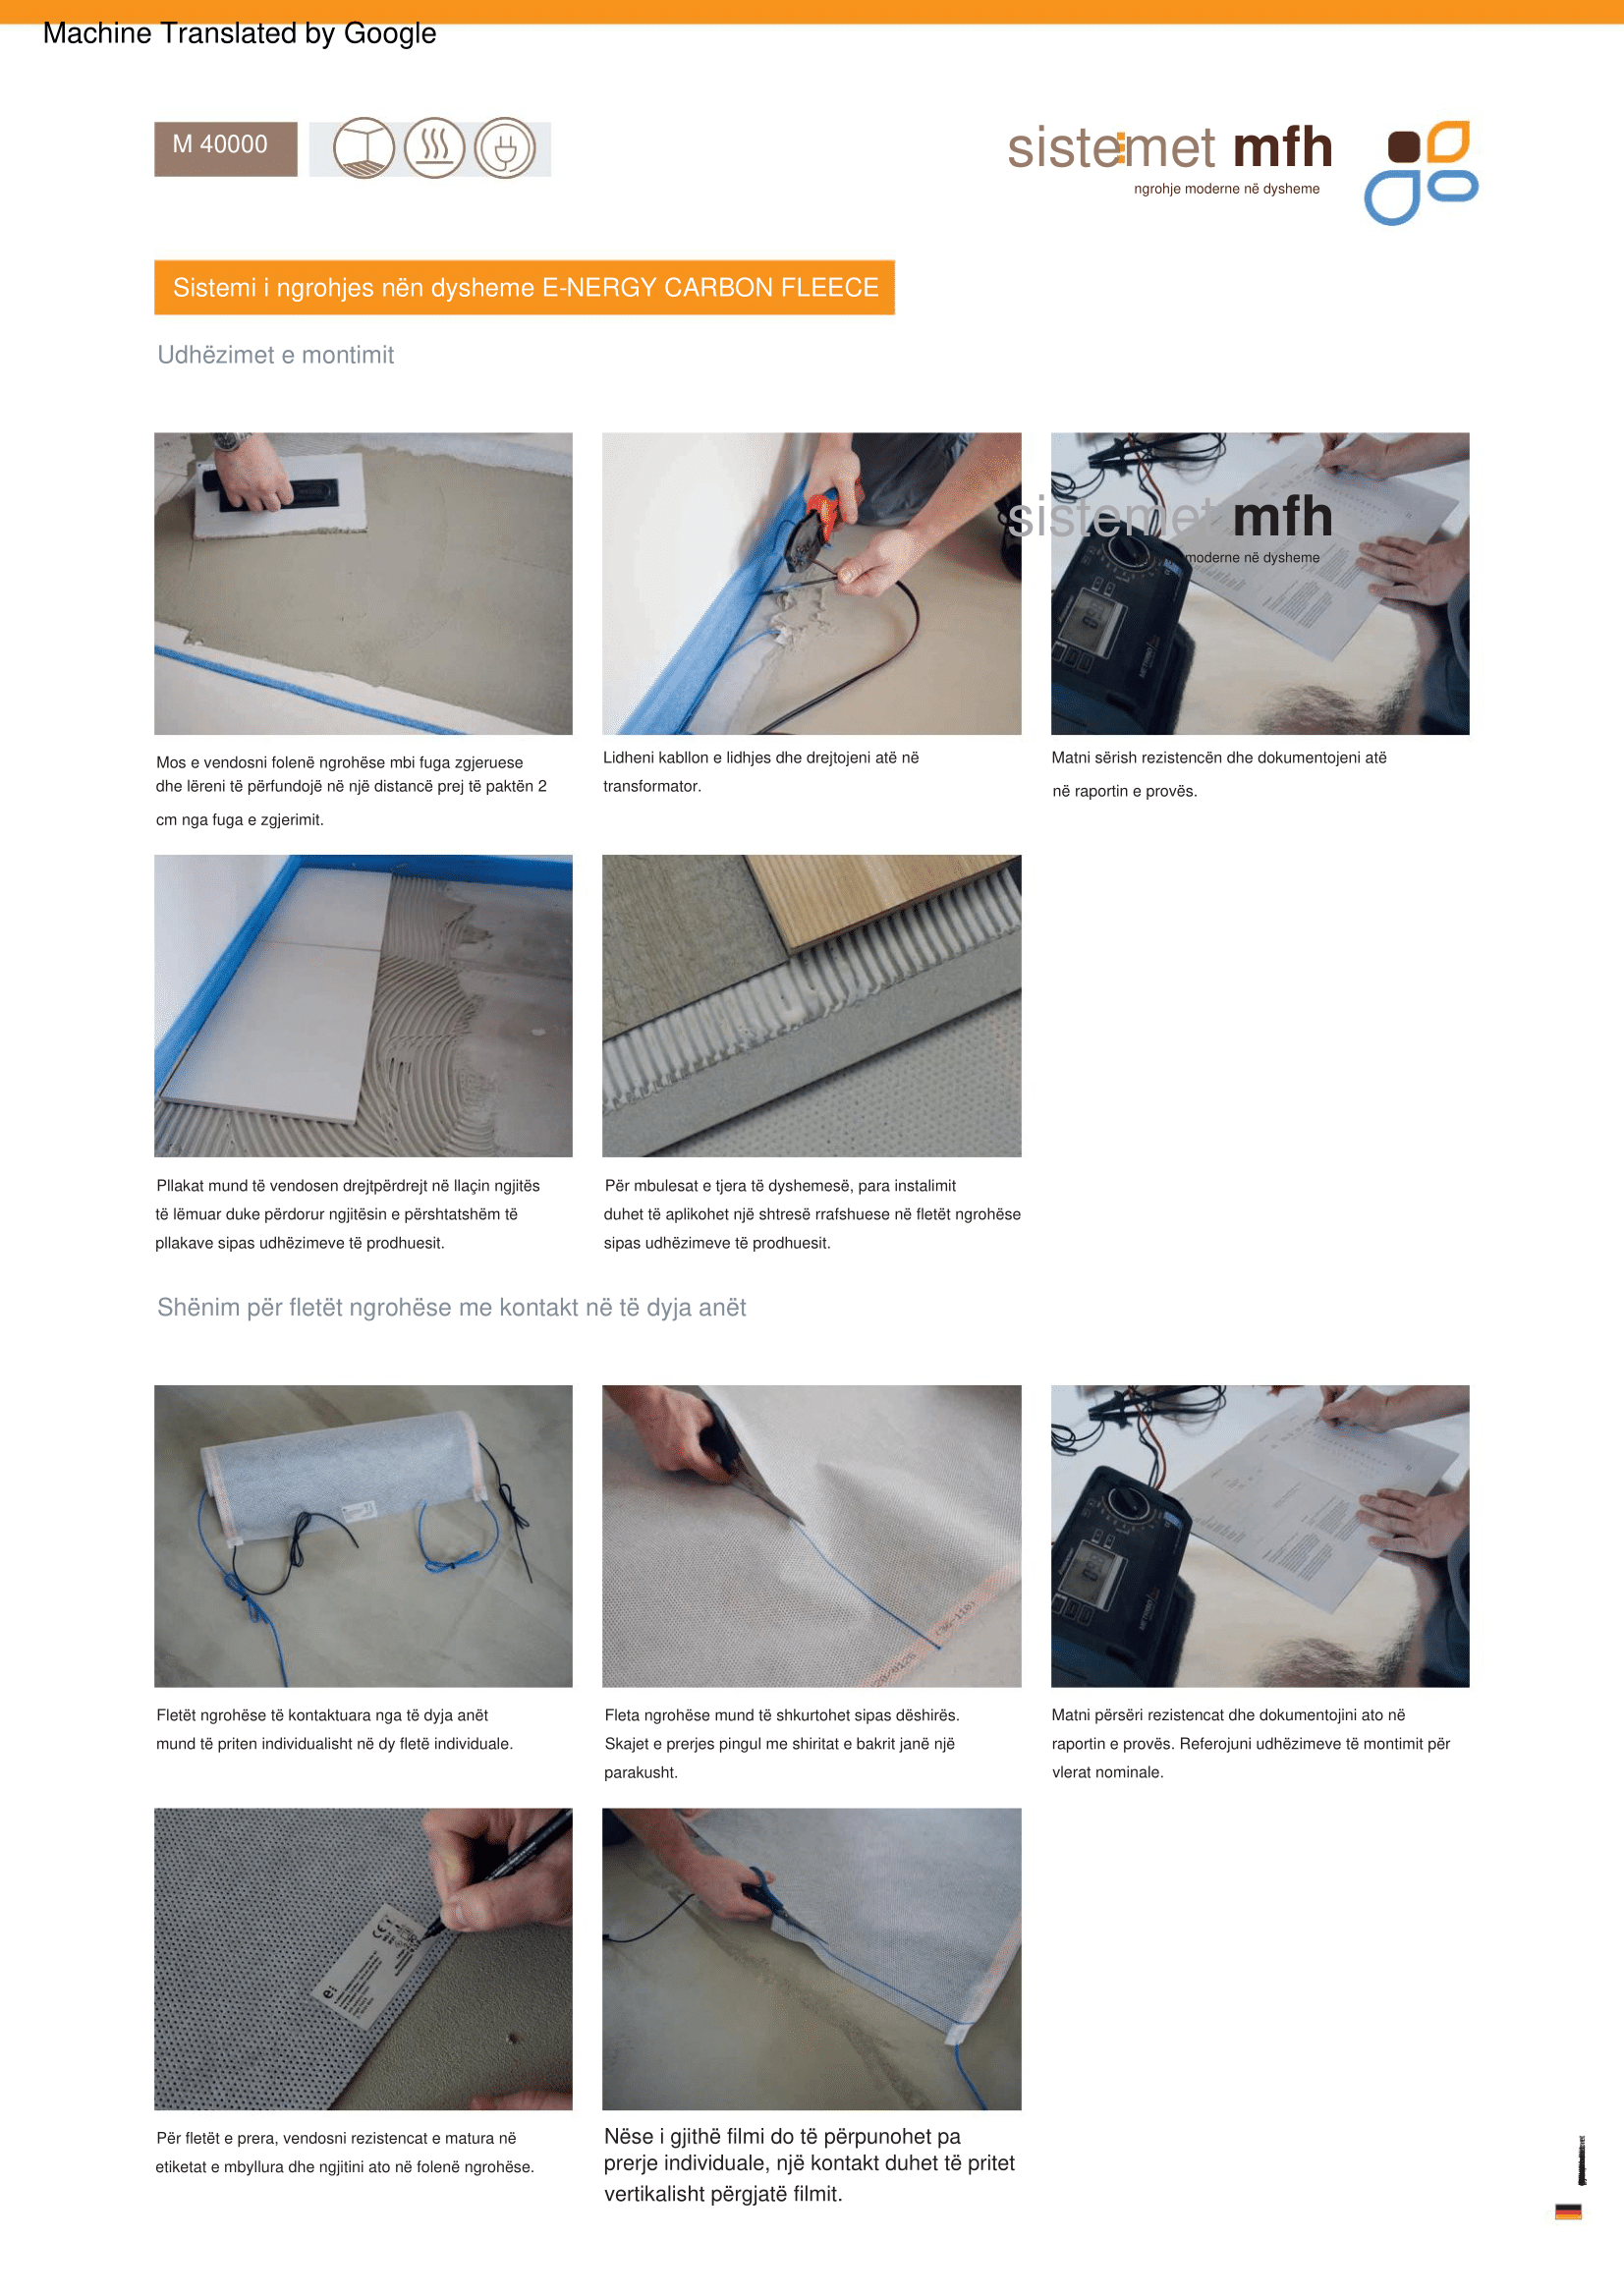 Machine Translated by Google
M 40000
sistemet mfh
ngrohje moderne në dysheme
Sistemi i ngrohjes nën dysheme E-NERGY CARBON FLEECE
Udhëzimet e montimit
sistemet mfh
moderne në dysheme
Mos e vendosni folenë ngrohëse mbi fuga zgjeruese
dhe lëreni të përfundojë në një distancë prej të paktën 2
cm nga fuga e zgjerimit.
Lidheni kabllon e lidhjes dhe drejtojeni atë në
transformator.
Matni sërish rezistencën dhe dokumentojeni atë
në raportin e provës.
Pllakat mund të vendosen drejtpërdrejt në llaçin ngjitës
të lëmuar duke përdorur ngjitësin e përshtatshëm të
pllakave sipas udhëzimeve të prodhuesit.
Për mbulesat e tjera të dyshemesë, para instalimit
duhet të aplikohet një shtresë rrafshuese në fletët ngrohëse
sipas udhëzimeve të prodhuesit.
Shënim për fletët ngrohëse me kontakt në të dyja anët
Fletët ngrohëse të kontaktuara nga të dyja anët
mund të priten individualisht në dy fletë individuale.
Fleta ngrohëse mund të shkurtohet sipas dëshirës.
Skajet e prerjes pingul me shiritat e bakrit janë një
parakusht.
Matni përsëri rezistencat dhe dokumentojini ato në
raportin e provës. Referojuni udhëzimeve të montimit për
vlerat nominale.
Për fletët e prera, vendosni rezistencat e matura në
etiketat e mbyllura dhe ngjitini ato në folenë ngrohëse.
Nëse i gjithë filmi do të përpunohet pa
prerje individuale, një kontakt duhet të pritet
vertikalisht përgjatë filmit.